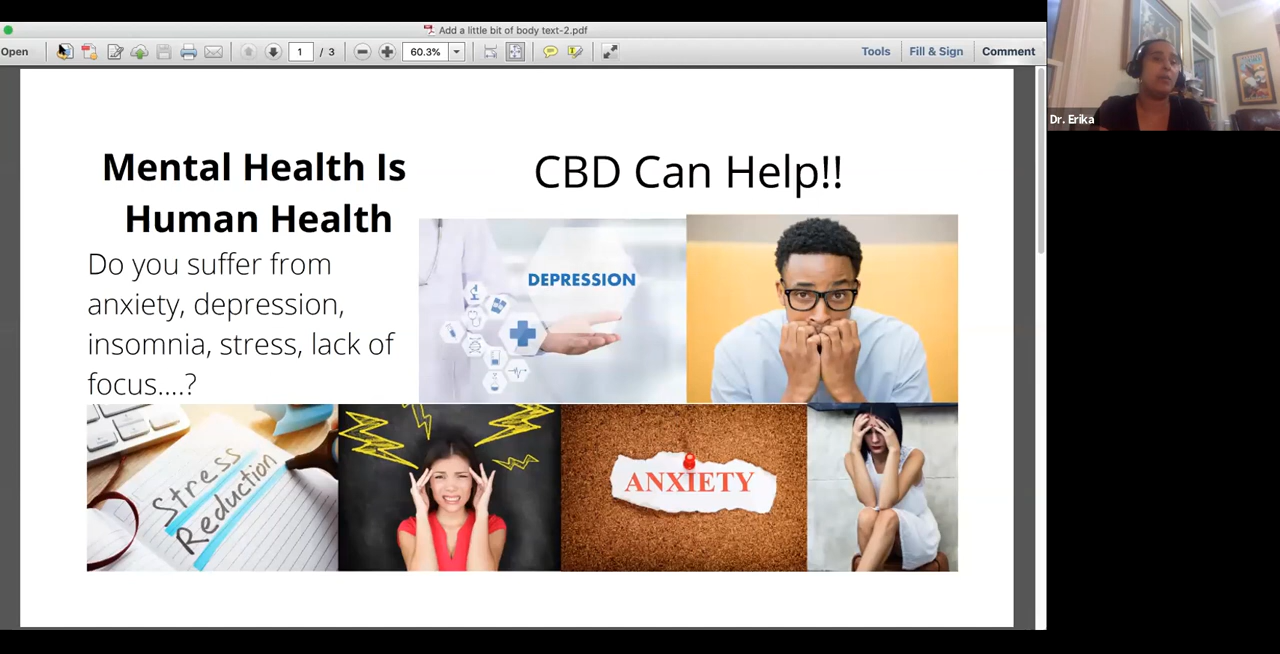 Add a little bit of body text-2.pdf
Open
1
/ 3
60.3%
Tools
Fill & Sign
Comment
Dr. Erika
Mental Health Is
Human Health
CBD Can Help!!
Do you suffer from
anxiety, depression,
insomnia, stress, lack of
focus....?
DEPRESSION
Stress
Reduction
ANXIETY